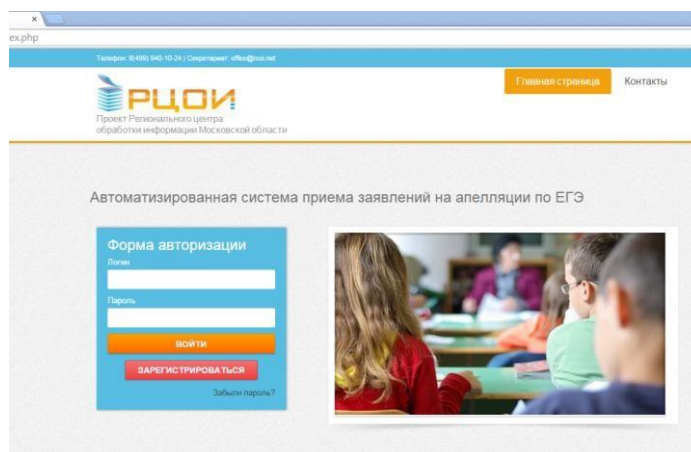 ex.php
Телефон: 8(499) 940-10-24 | Секретариат: office@rcoi.net
Главная страница
Контакты
РЦОИ
Проект Регионального центра
обработки информации Московской области
Автоматизированная система приема заявлений на апелляции по ЕГЭ
Форма авторизации
Логин
Пароль
ВОЙТИ
ЗАРЕГИСТРИРОВАТЬСЯ
Забыли пароль?